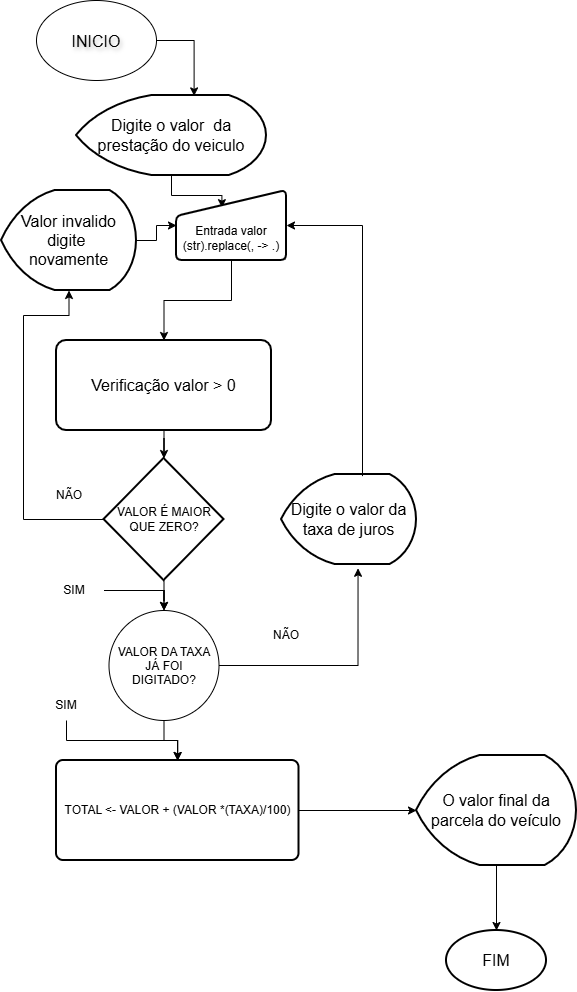 INICIO
Digite o valor da
prestação do veiculo
Valor invalido
digite
novamente
Entrada valor
(str).replace(, -> .)
Verificação valor > 0
NÃO
VALOR É MAIOR
QUE ZERO?
Digite o valor da
taxa de juros
SIM
VALOR DA TAXA
JÁ FOI
DIGITADO?
NÃO
SIM
TOTAL <- VALOR + (VALOR *(TAXA)/100)
O valor final da
parcela do veículo
FIM